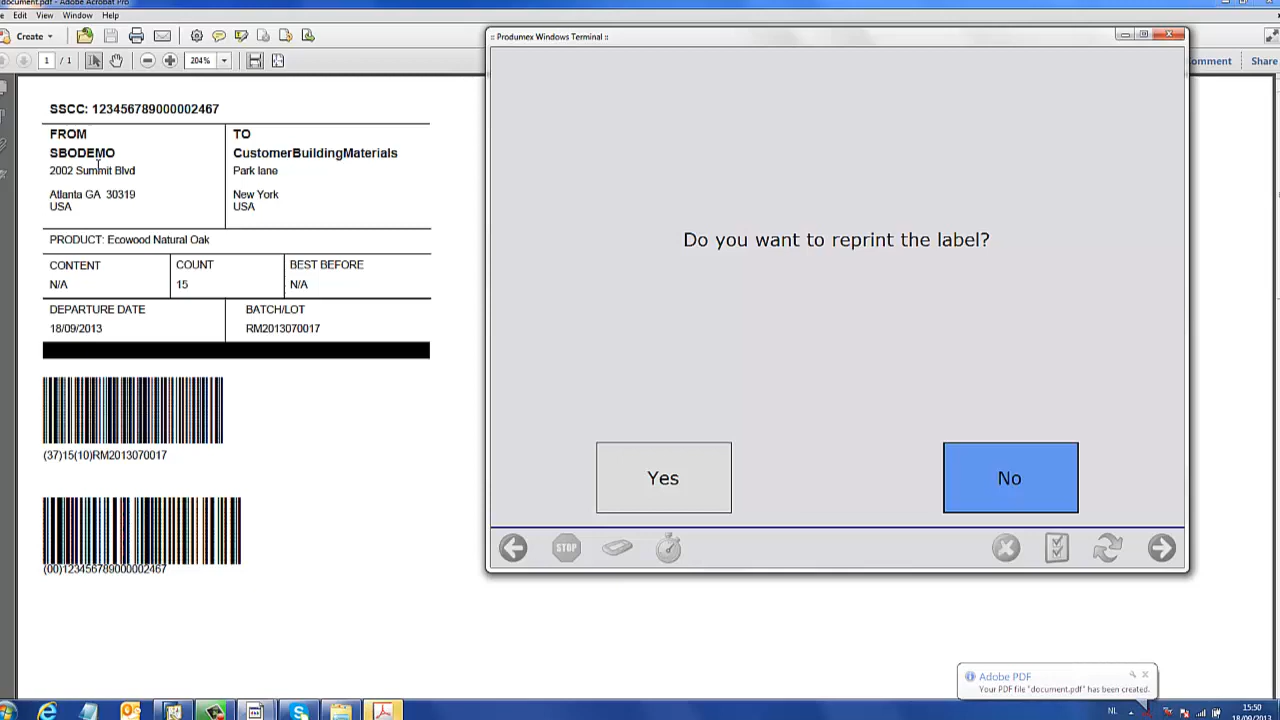 document.pdf - Adobe Acrobat Pro
Edit View Window Help
Create
1 / 1 204%
Comment Share
SSCC: 123456789000002467
FROM TO
SBODEMO CustomerBuildingMaterials
2002 Summit Blvd Park lane
Atlanta GA 30319 New York
USA USA
PRODUCT: Ecowood Natural Oak
CONTENT COUNT BEST BEFORE
N/A 15 N/A
DEPARTURE DATE BATCH/LOT
18/09/2013 RM2013070017
(37)15(10)RM2013070017
(00)123456789000002467
:: Produmex Windows Terminal ::
Do you want to reprint the label?
Yes No
STOP
Adobe PDF
Your PDF file "document.pdf" has been created.
NL 15:50
18/09/2013